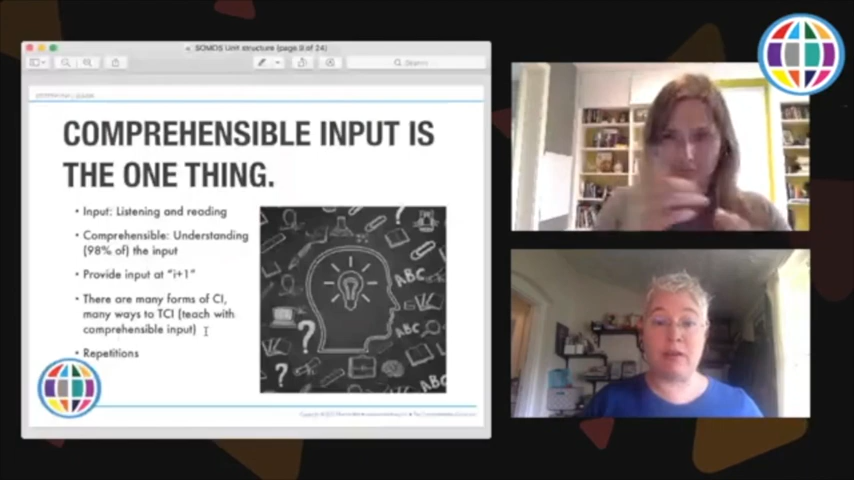 SOMOS Unit structure (page 9 of 24)
Search
COMPREHENSIBLE INPUT IS
THE ONE THING.
• Input: Listening and reading
• Comprehensible: Understanding
(98% of) the input
• Provide input at "i+1"
• There are many forms of CI,
many ways to TCI (teach with
comprehensible input)
• Repetitions
ABC
ABC
ABC